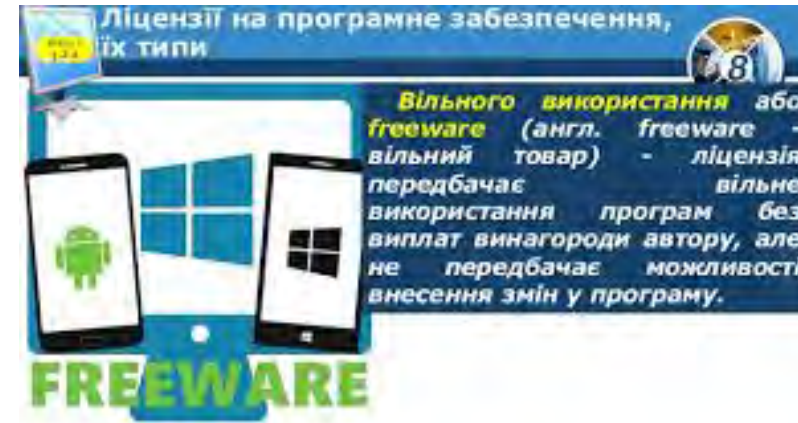 Ліцензії на програмне забезпечення,
їх типи
8
Вільного використання або
freeware (англ. freeware -
вільний товар) - ліцензія
передбачає вільне
використання програм без
виплат винагороди автору, але
не передбачає можливості
внесення змін у програму.
FREEWARE